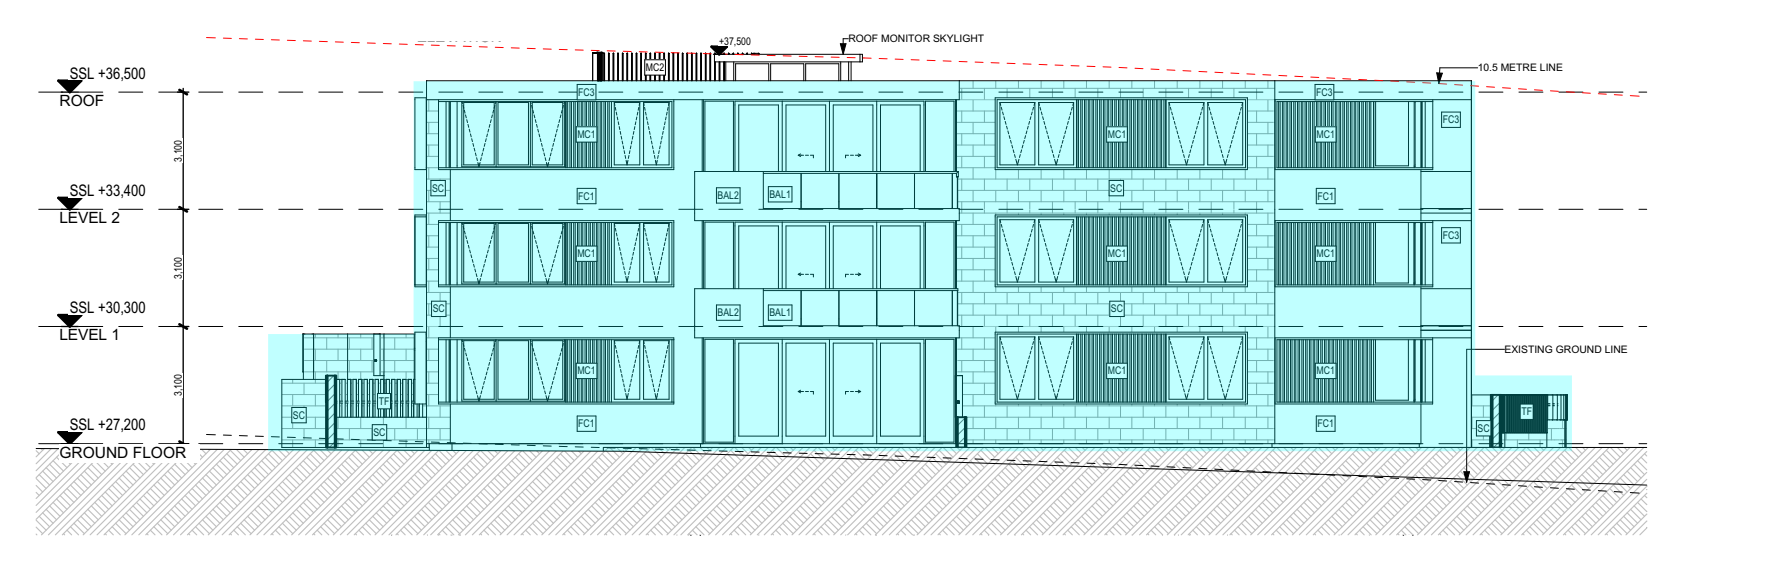 +37,500
ROOF MONITOR SKYLIGHT
MC2
10.5 METRE LINE
SSL +36,500
ROOF
FC3
FC3
FC3
MC1
MC1
MC1
3,100
SSL +33,400
LEVEL 2
SC
FC1
BAL2
BAL1
SC
FC1
FC3
MC1
MC1
MC1
3,100
SSL +30,300
LEVEL 1
SC
BAL2
BAL1
SC
EXISTING GROUND LINE
MC1
MC1
MC1
3,100
TF
TF
SC
SC
SC
FC1
FC1
SSL +27,200
GROUND FLOOR